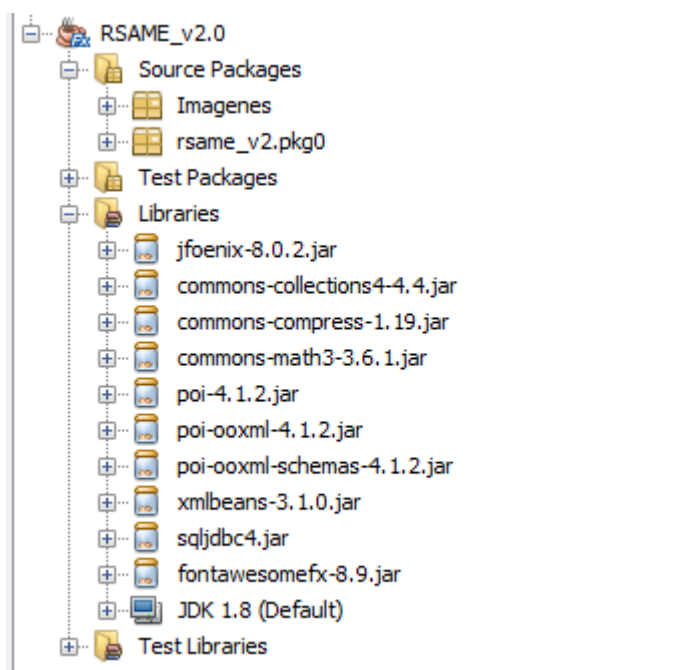 RSAME_v2.0
Source Packages
Imagenes
rsame_v2.pkg0
Test Packages
Libraries
jfoenix-8.0.2.jar
commons-collections4-4.4.jar
commons-compress-1.19.jar
commons-math3-3.6.1.jar
poi-4.1.2.jar
poi-ooxml-4.1.2.jar
poi-ooxml-schemas-4.1.2.jar
xmlbeans-3.1.0.jar
sqljdbc4.jar
fontawesomefx-8.9.jar
JDK 1.8 (Default)
Test Libraries